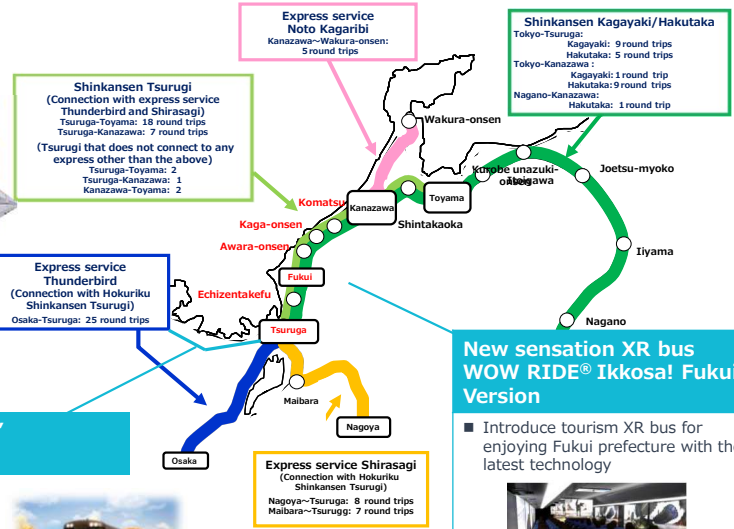 Express service
Noto Kagaribi
Kanazawa～Wakura-onsen:
5 round trips
Shinkansen Kagayaki/Hakutaka
Tokyo-Tsuruga:
Kagayaki: 9 round trips
Hakutaka: 5 round trips
Tokyo-Kanazawa:
Kagayaki: 1 round trip
Hakutaka: 9 round trips
Nagano-Kanazawa:
Hakutaka: 1 round trip
Shinkansen Tsurugi
(Connection with express service
Thunderbird and Shirasagi)
Tsuruga-Toyama: 18 round trips
Tsuruga-Kanazawa: 7 round trips
(Tsurugi that does not connect to any
express other than the above)
Tsuruga-Toyama: 2
Tsuruga-Kanazawa: 1
Kanazawa-Toyama: 2
Wakura-onsen
Kurobe unazuki-
onsen
Itoigawa
Joetsu-myoko
Toyama
Kanazawa
Komatsu
Shintakaoka
Kaga-onsen
Awara-onsen
Iiyama
Fukui
Echizentakefu
Express service
Thunderbird
(Connection with Hokuriku
Shinkansen Tsurugi)
Osaka-Tsuruga: 25 round trips
Tsuruga
Nagano
Maibara
Nagoya
Osaka
Express service Shirasagi
(Connection with Hokuriku
Shinkansen Tsurugi)
Nagoya～Tsuruga: 8 round trips
Maibara～Tsurugg: 7 round trips
New sensation XR bus
WOW RIDE® Ikkosa! Fukui
Version
■ Introduce tourism XR bus for
enjoying Fukui prefecture with the
latest technology